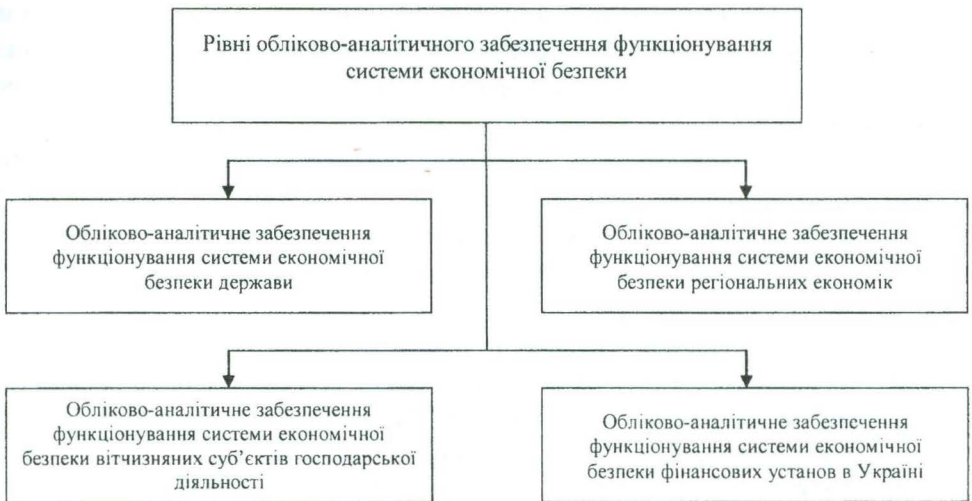 Рівні обліково-аналітичного забезпечення функціонування
системи економічної безпеки
Обліково-аналітичне забезпечення
функціонування системи економічної
безпеки держави
Обліково-аналітичне забезпечення
функціонування системи економічної
безпеки регіональних економік
Обліково-аналітичне забезпечення
функціонування системи економічної
безпеки вітчизняних суб’єктів господарської
діяльності
Обліково-аналітичне забезпечення
функціонування системи економічної
безпеки фінансових установ в Україні